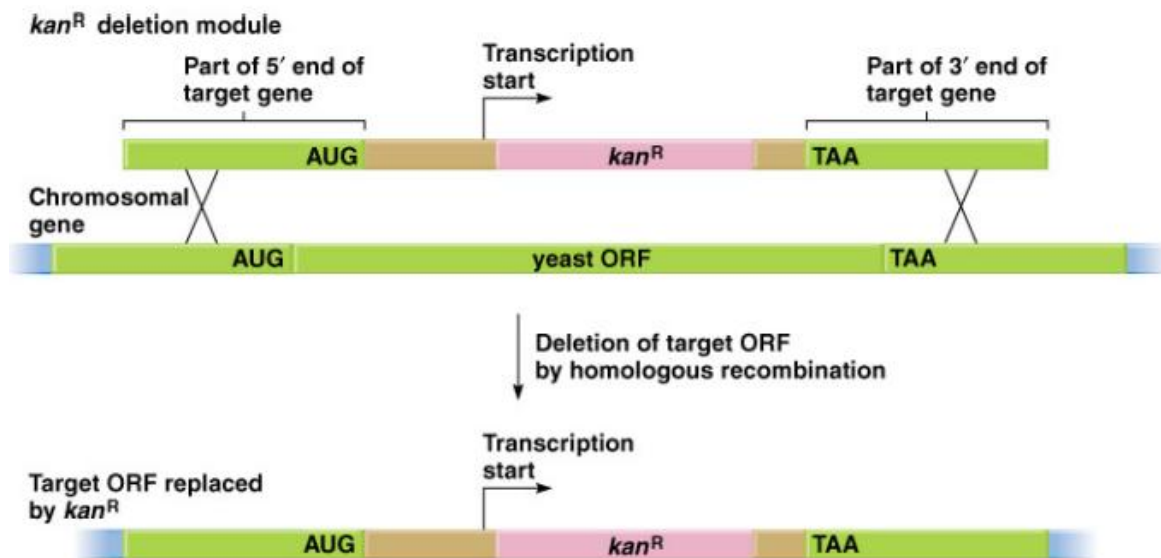 kanR deletion module
Part of 5′ end of
target gene
Transcription
start
Part of 3′ end of
target gene
AUG
kanR
TAA
Chromosomal
gene
AUG
yeast ORF
TAA
Deletion of target ORF
by homologous recombination
Transcription
start
Target ORF replaced
by kanR
AUG
kanR
TAA